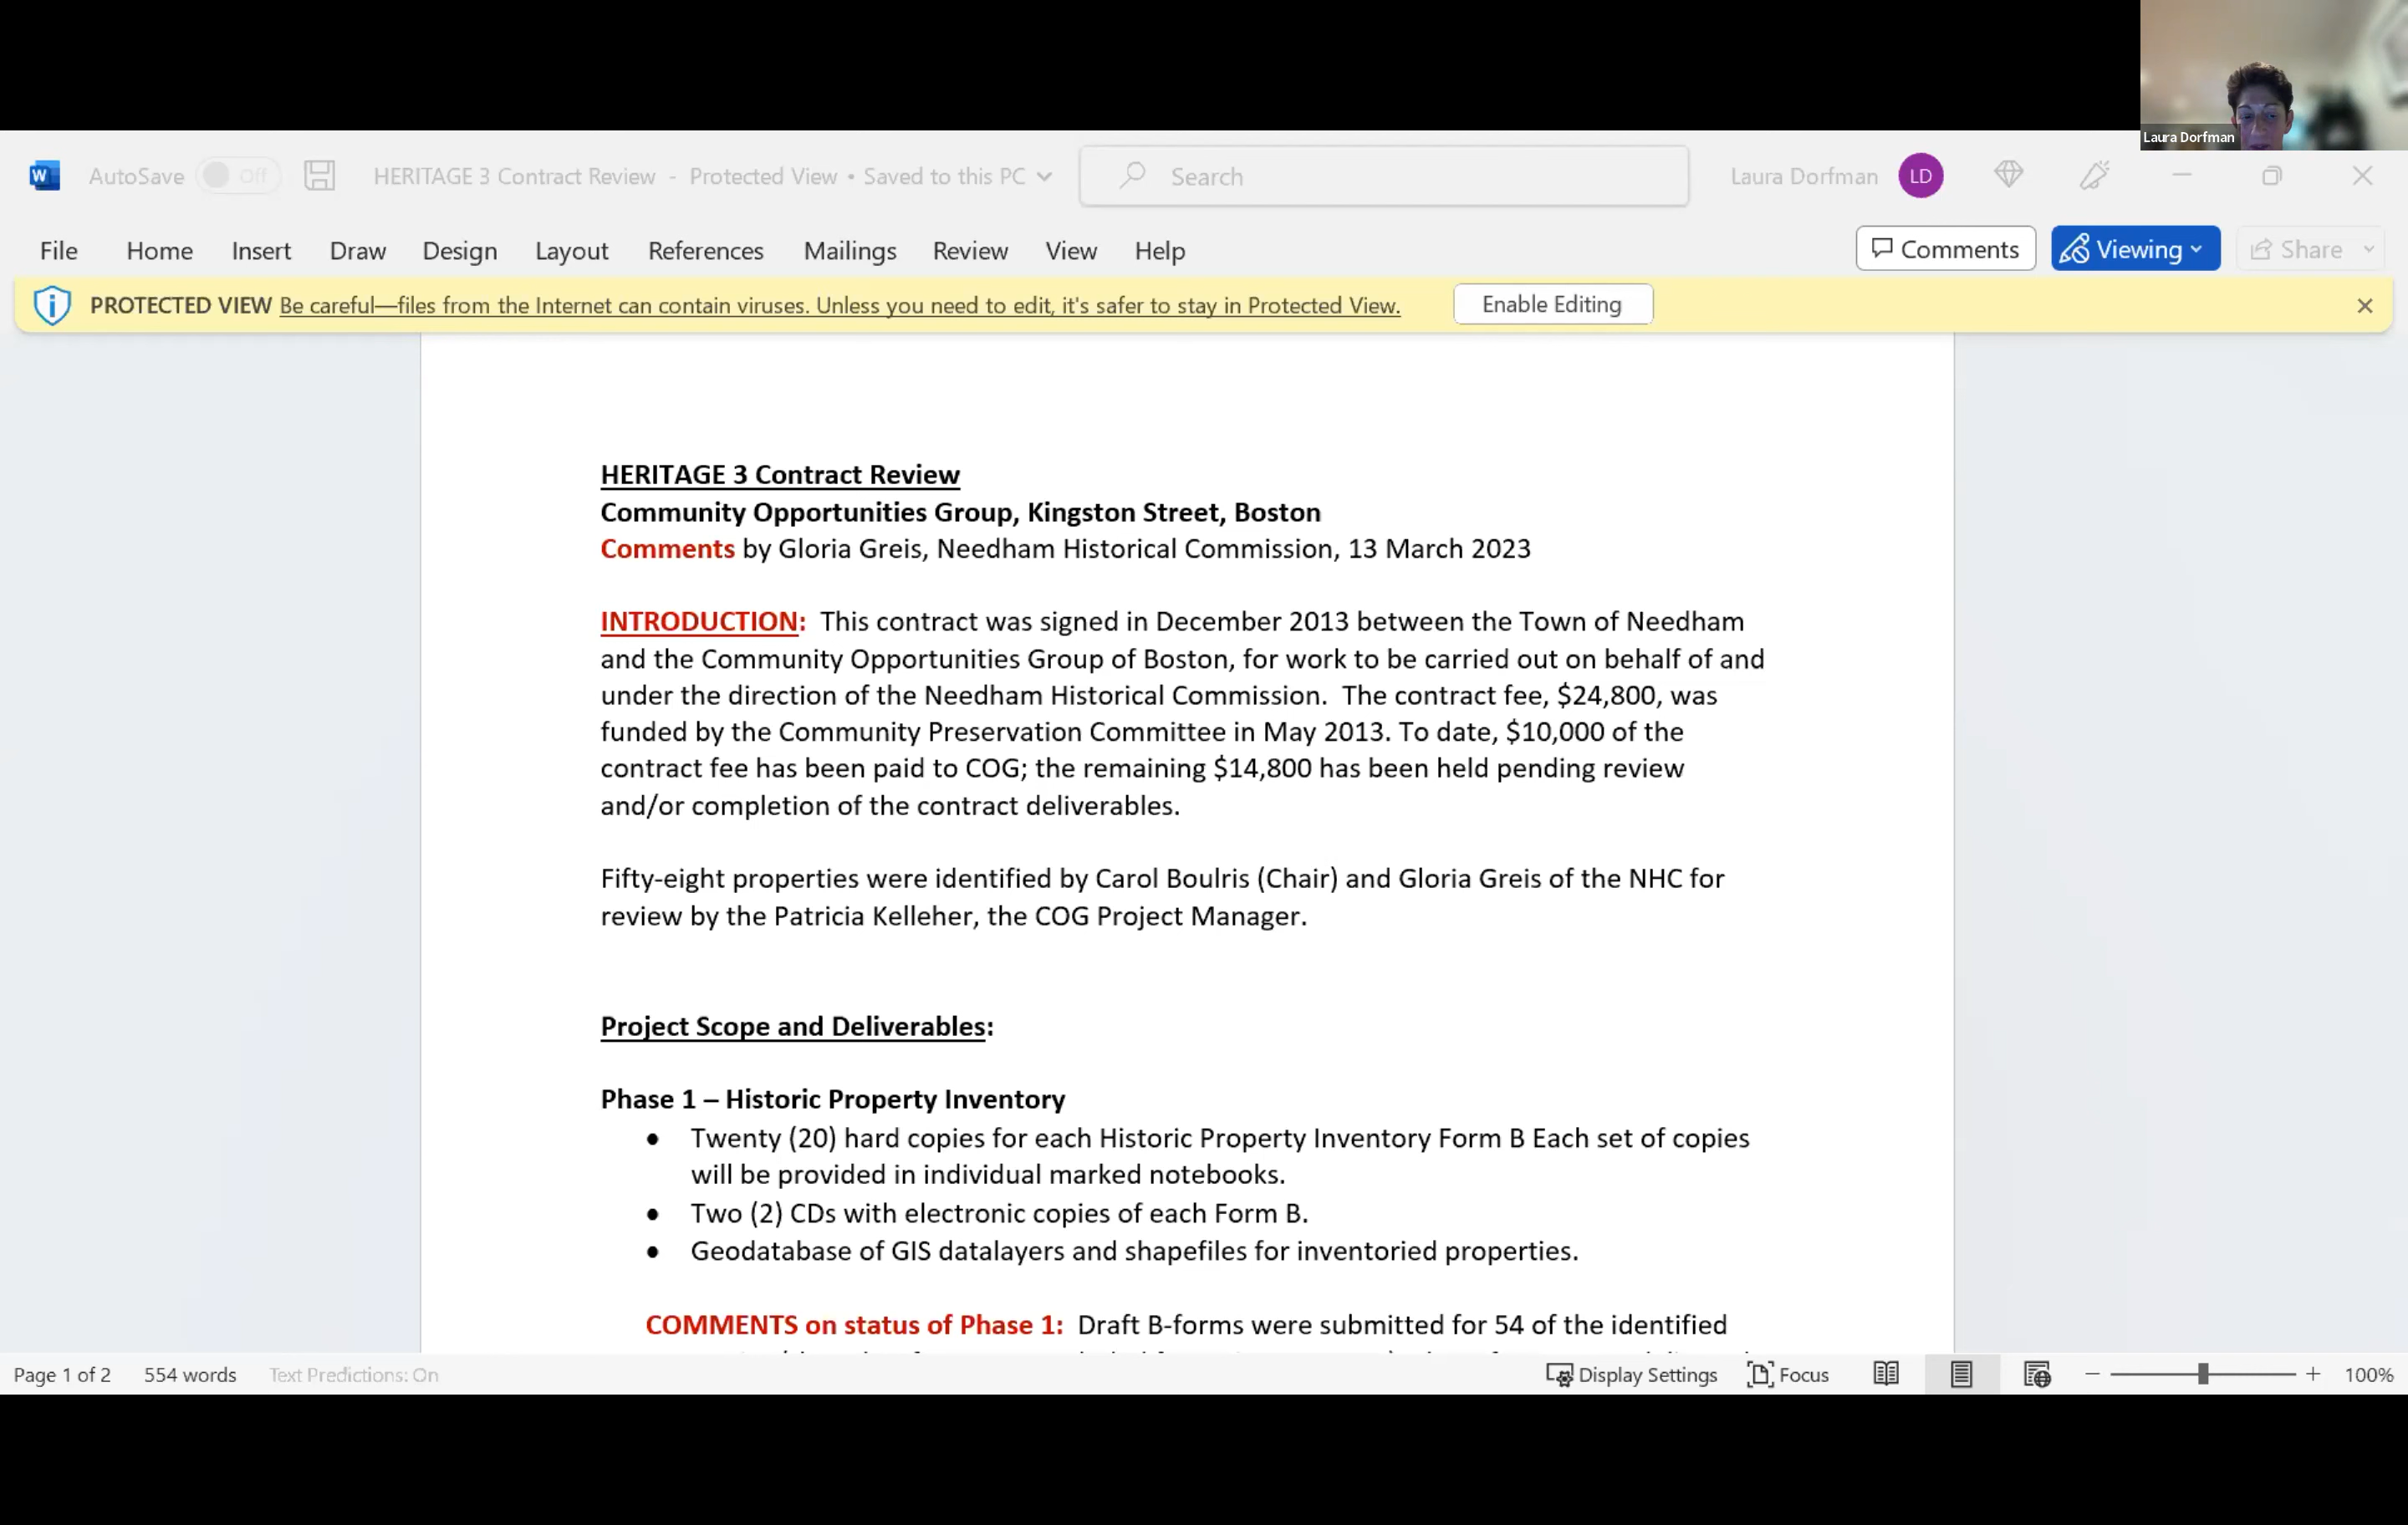 Laura Dorfman
AutoSave Off HERITAGE 3 Contract Review - Protected View • Saved to this PC Search Laura Dorfman LD
File Home Insert Draw Design Layout References Mailings Review View Help Comments Viewing Share
PROTECTED VIEW Be careful—files from the Internet can contain viruses. Unless you need to edit, it's safer to stay in Protected View. Enable Editing
HERITAGE 3 Contract Review
Community Opportunities Group, Kingston Street, Boston
Comments by Gloria Greis, Needham Historical Commission, 13 March 2023
INTRODUCTION: This contract was signed in December 2013 between the Town of Needham
and the Community Opportunities Group of Boston, for work to be carried out on behalf of and
under the direction of the Needham Historical Commission. The contract fee, $24,800, was
funded by the Community Preservation Committee in May 2013. To date, $10,000 of the
contract fee has been paid to COG; the remaining $14,800 has been held pending review
and/or completion of the contract deliverables.
Fifty-eight properties were identified by Carol Boulris (Chair) and Gloria Greis of the NHC for
review by the Patricia Kelleher, the COG Project Manager.
Project Scope and Deliverables:
Phase 1 – Historic Property Inventory
• Twenty (20) hard copies for each Historic Property Inventory Form B Each set of copies
will be provided in individual marked notebooks.
• Two (2) CDs with electronic copies of each Form B.
• Geodatabase of GIS datalayers and shapefiles for inventoried properties.
COMMENTS on status of Phase 1: Draft B-forms were submitted for 54 of the identified
Page 1 of 2 554 words Text Predictions: On Display Settings Focus 100%